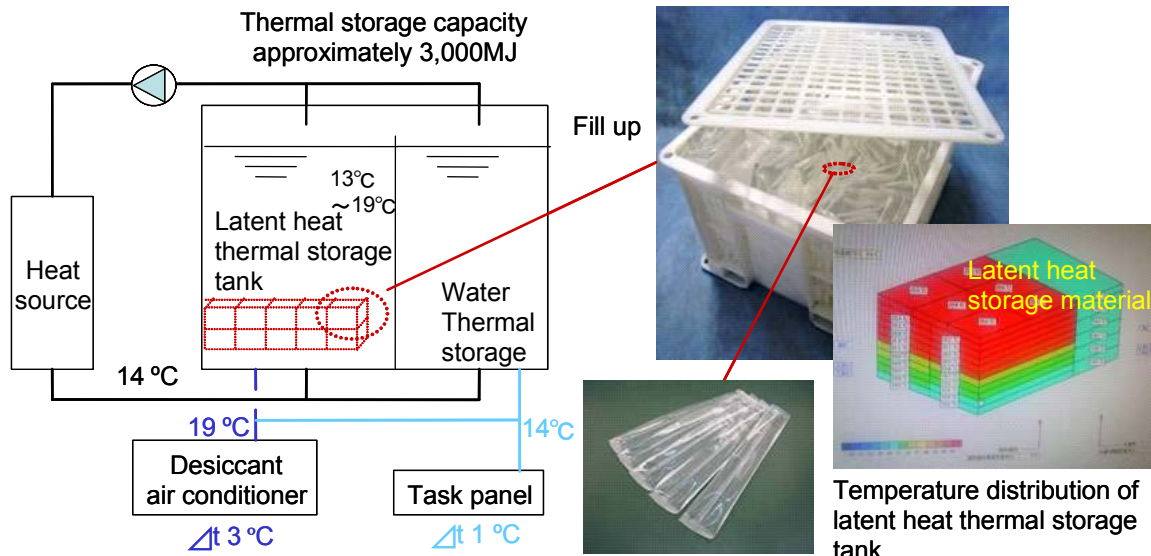 Thermal storage capacity
approximately 3,000MJ
Fill up
13℃
～19℃
Latent heat
thermal storage
tank
Heat
source
Water
Thermal
storage
14 ºC
19 ºC
14℃
Desiccant
air conditioner
Task panel
⊿t 3 ºC
⊿t 1 ºC
Latent heat
storage material
Temperature distribution of
latent heat thermal storage
tank